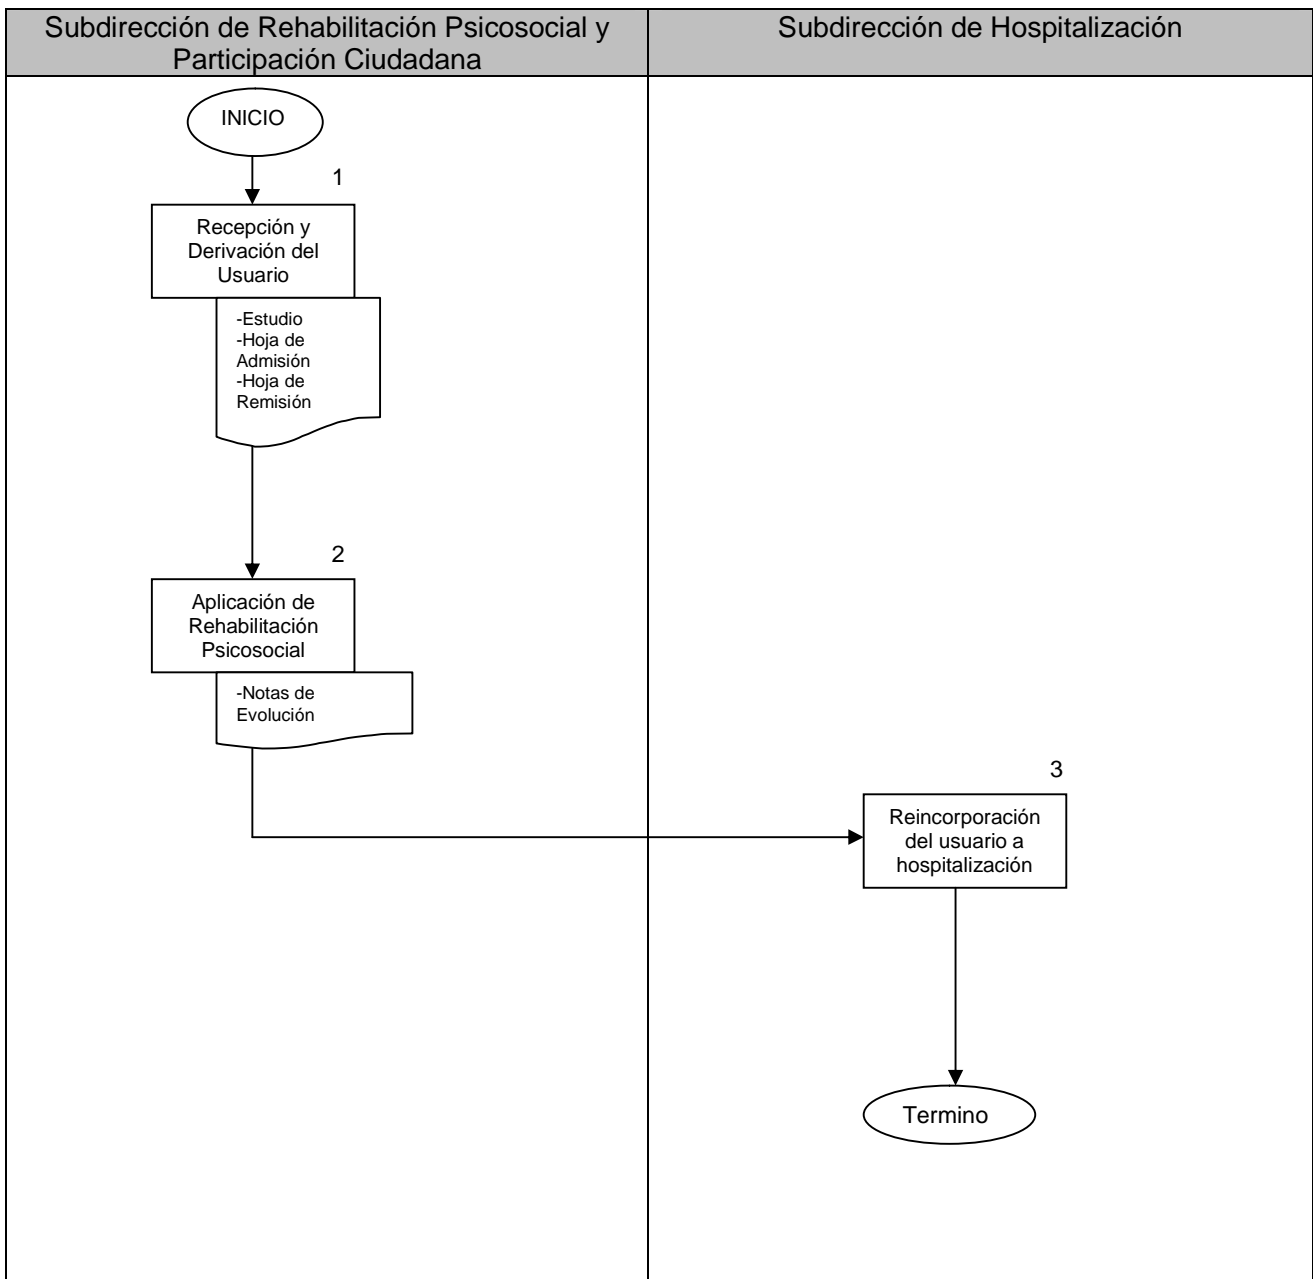 Subdirección de Rehabilitación Psicosocial y
Participación Ciudadana
Subdirección de Hospitalización
INICIO
1
Recepción y
Derivación del
Usuario
-Estudio
-Hoja de
Admisión
-Hoja de
Remisión
2
Aplicación de
Rehabilitación
Psicosocial
-Notas de
Evolución
3
Reincorporación
del usuario a
hospitalización
Termino